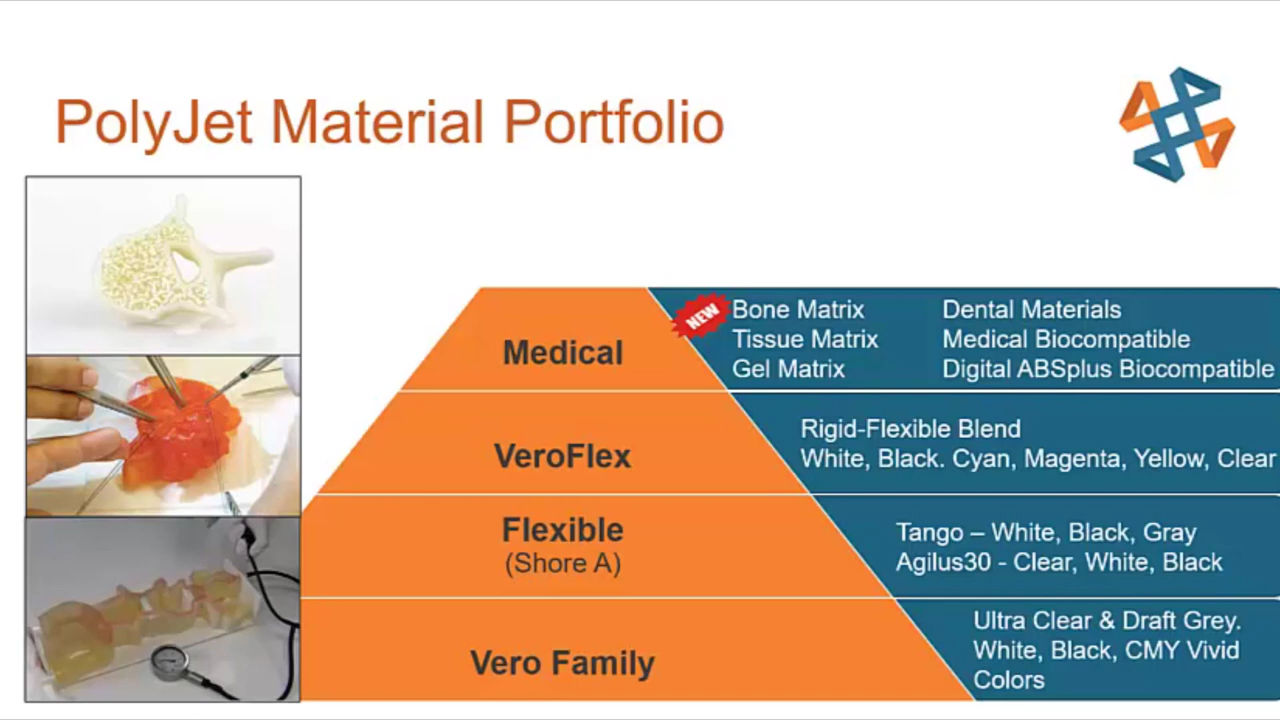 PolyJet Material Portfolio
Medical
NEW
Bone Matrix
Tissue Matrix
Gel Matrix
Dental Materials
Medical Biocompatible
Digital ABSplus Biocompatible
VeroFlex
Rigid-Flexible Blend
White, Black. Cyan, Magenta, Yellow, Clear
Flexible
(Shore A)
Tango – White, Black, Gray
Agilus30 - Clear, White, Black
Vero Family
Ultra Clear & Draft Grey.
White, Black, CMY Vivid
Colors